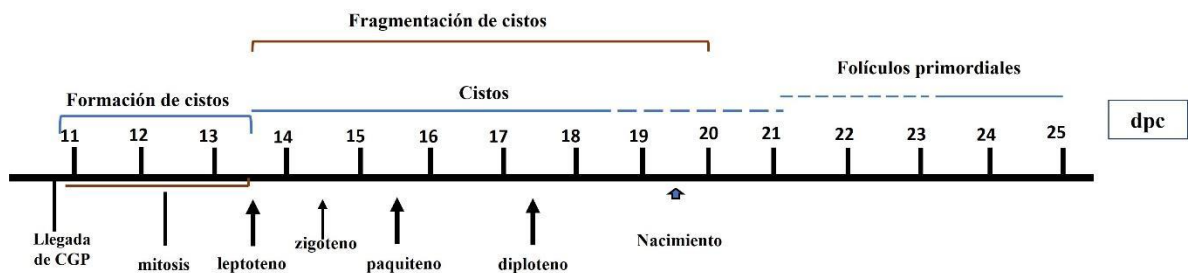 Fragmentación de cistos
Folículos primordiales
Formación de cistos
Cistos
dpc
11 12 13 14 15 16 17 18 19 20 21 22 23 24 25
Llegada
de CGP
mitosis
leptoteno
zigoteno
paquiteno
diploteno
Nacimiento